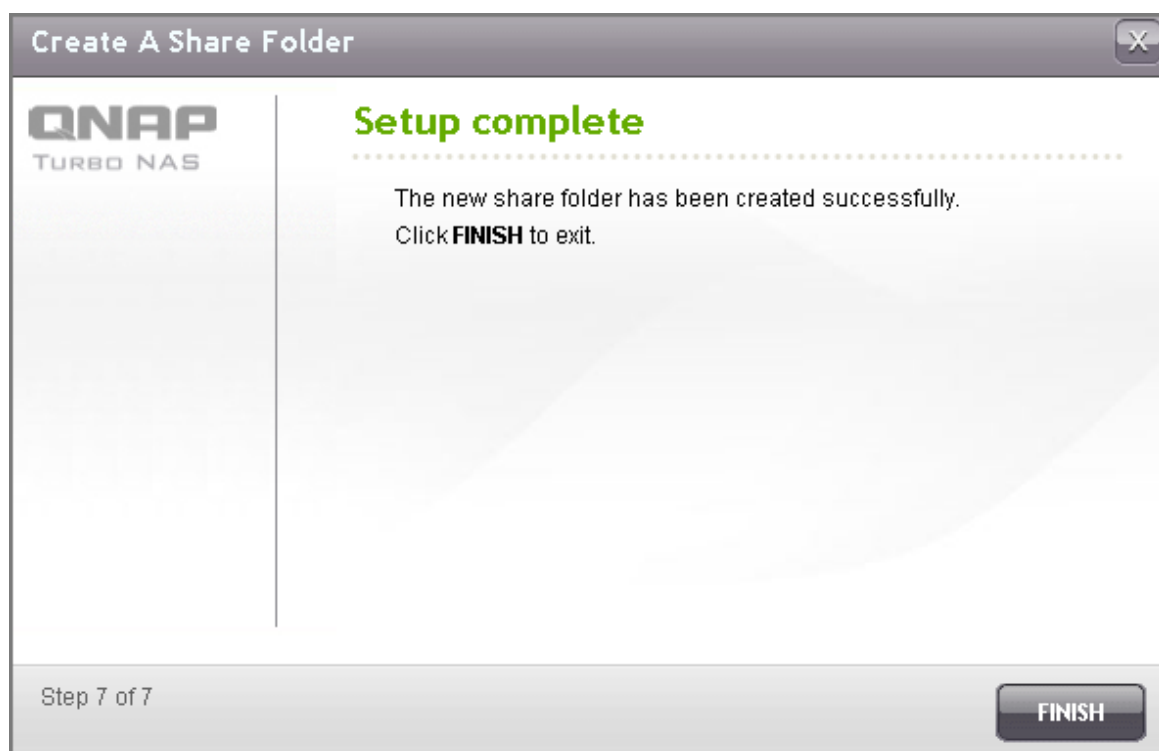 Create A Share Folder
X
QNAP
TURBO NAS
Setup complete
The new share folder has been created successfully.
Click FINISH to exit.
Step 7 of 7
FINISH